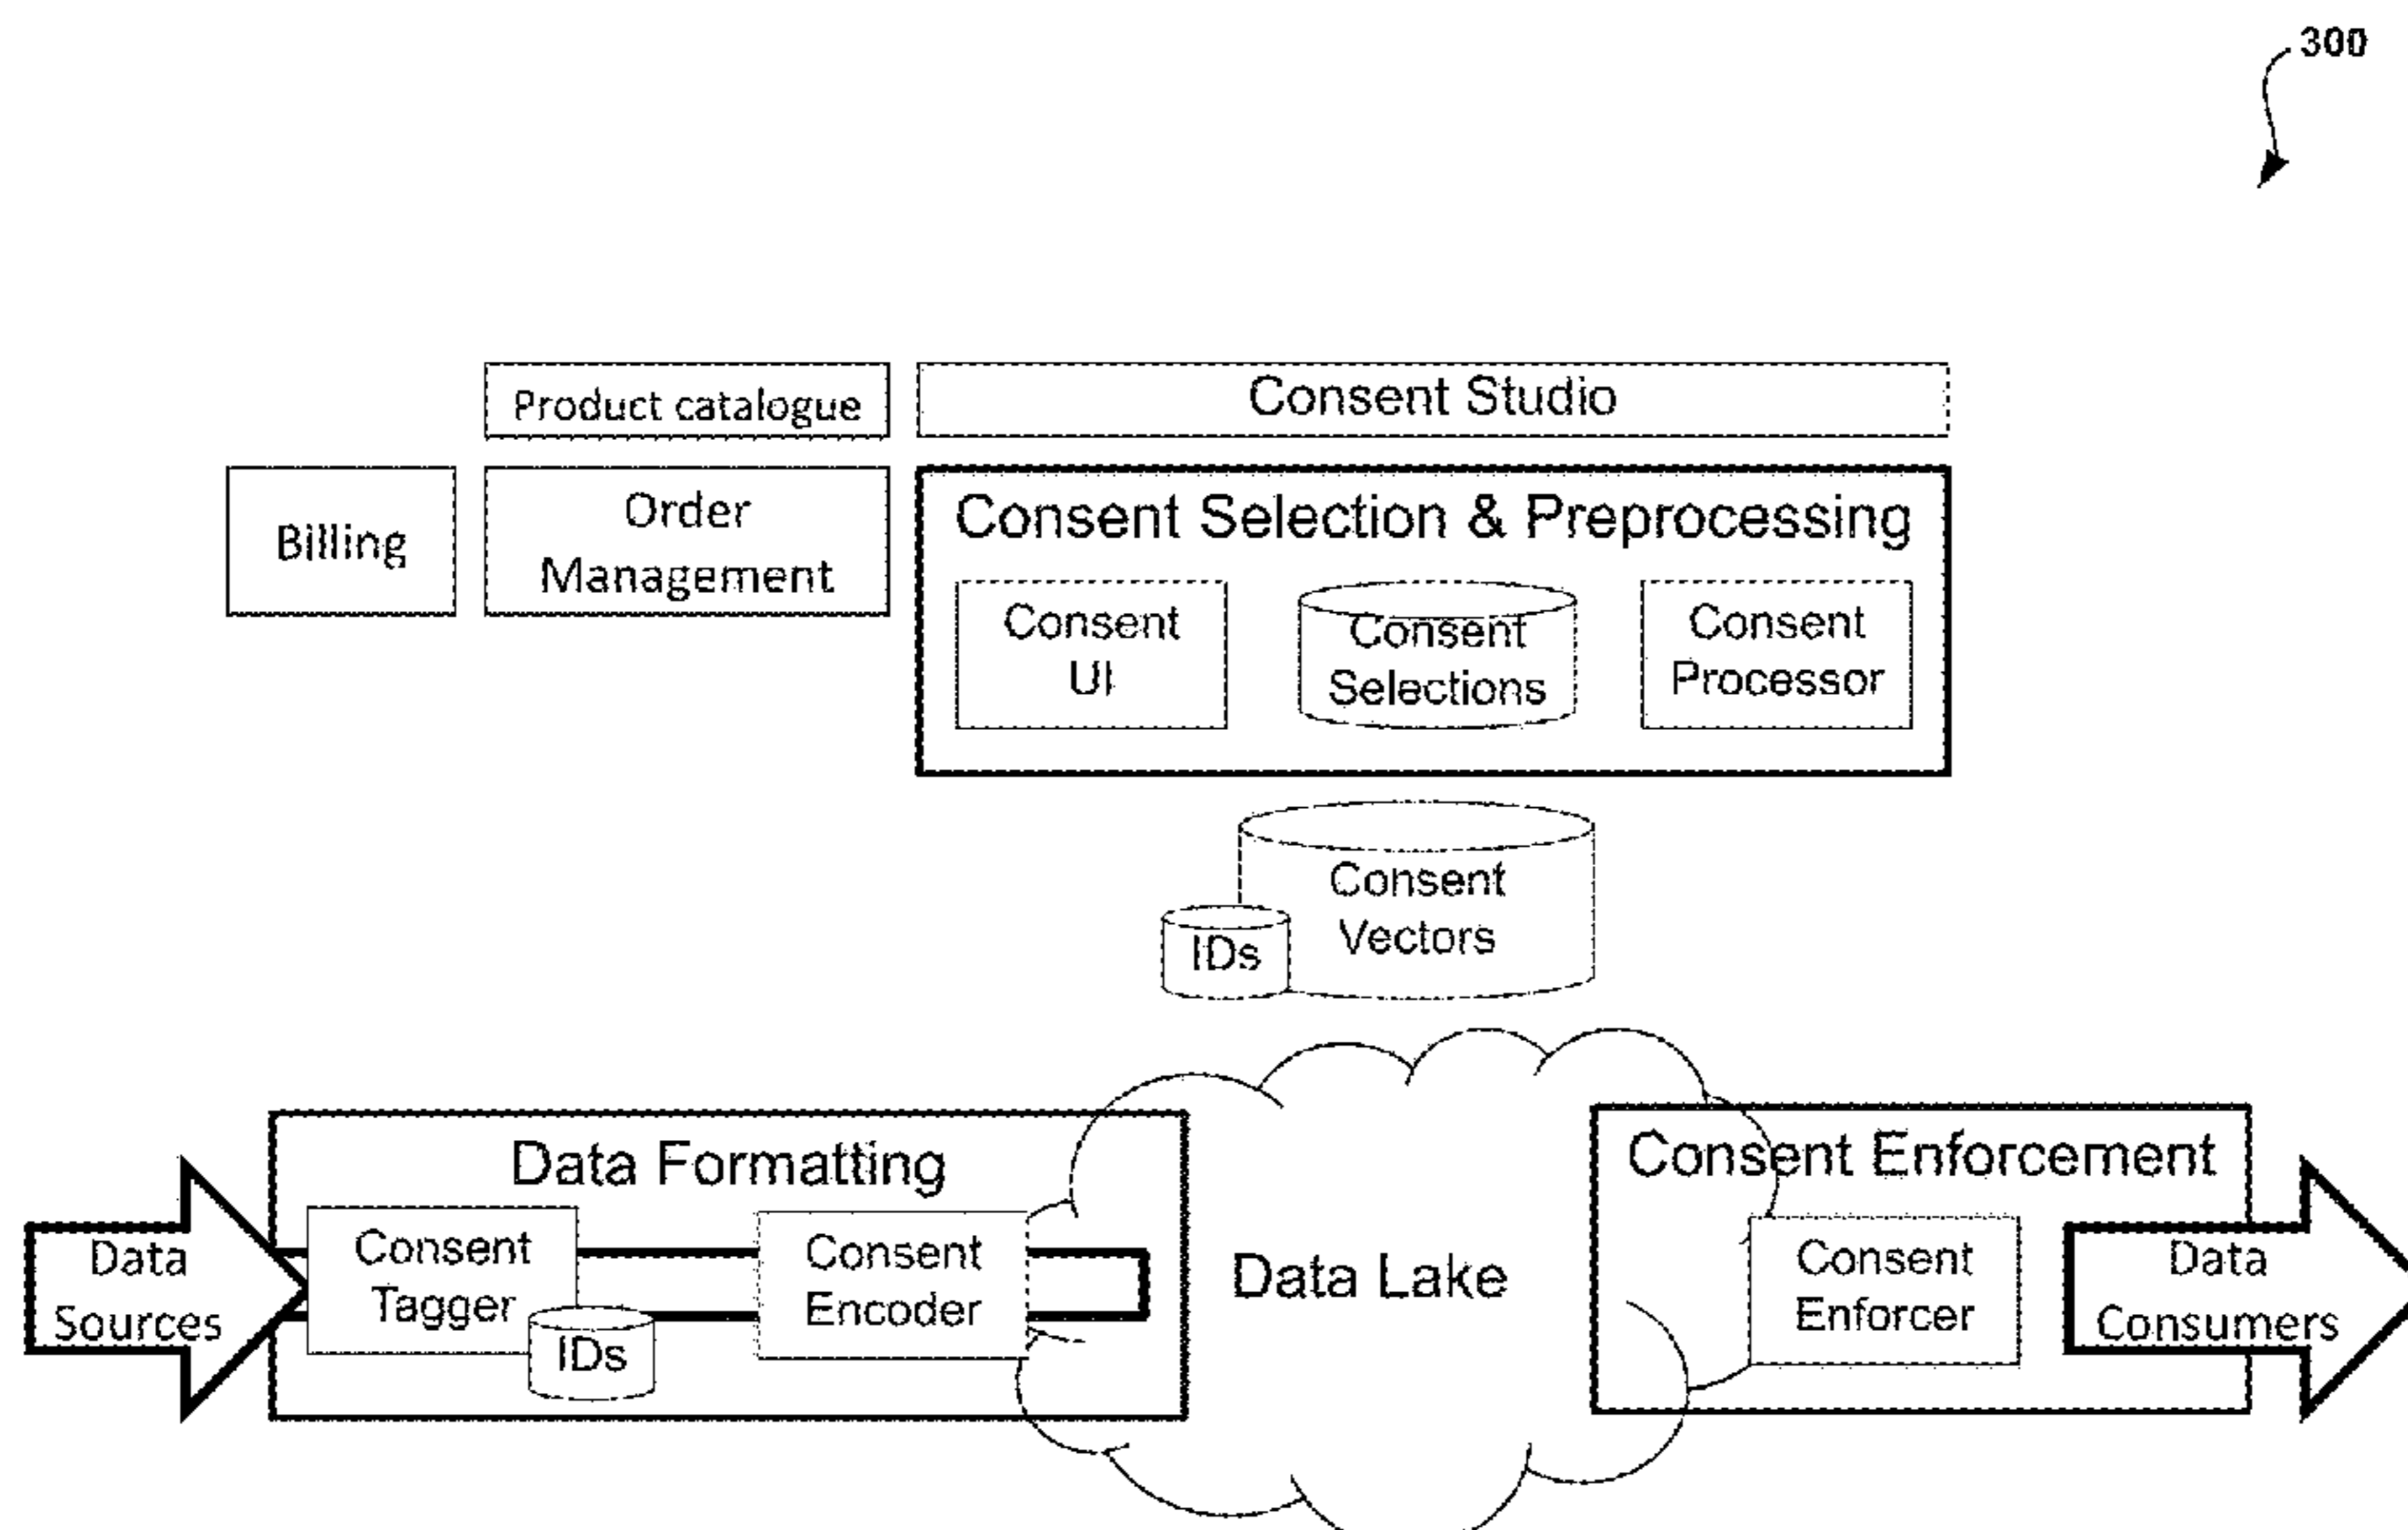 300
Product catalogue
Consent Studio
Billing
Order
Management
Consent Selection & Preprocessing
Consent
UI
Consent
Selections
Consent
Processor
Consent
Vectors
IDs
Data Formatting
Consent Enforcement
Data
Sources
Consent
Tagger
IDs
Consent
Encoder
Data Lake
Consent
Enforcer
Data
Consumers